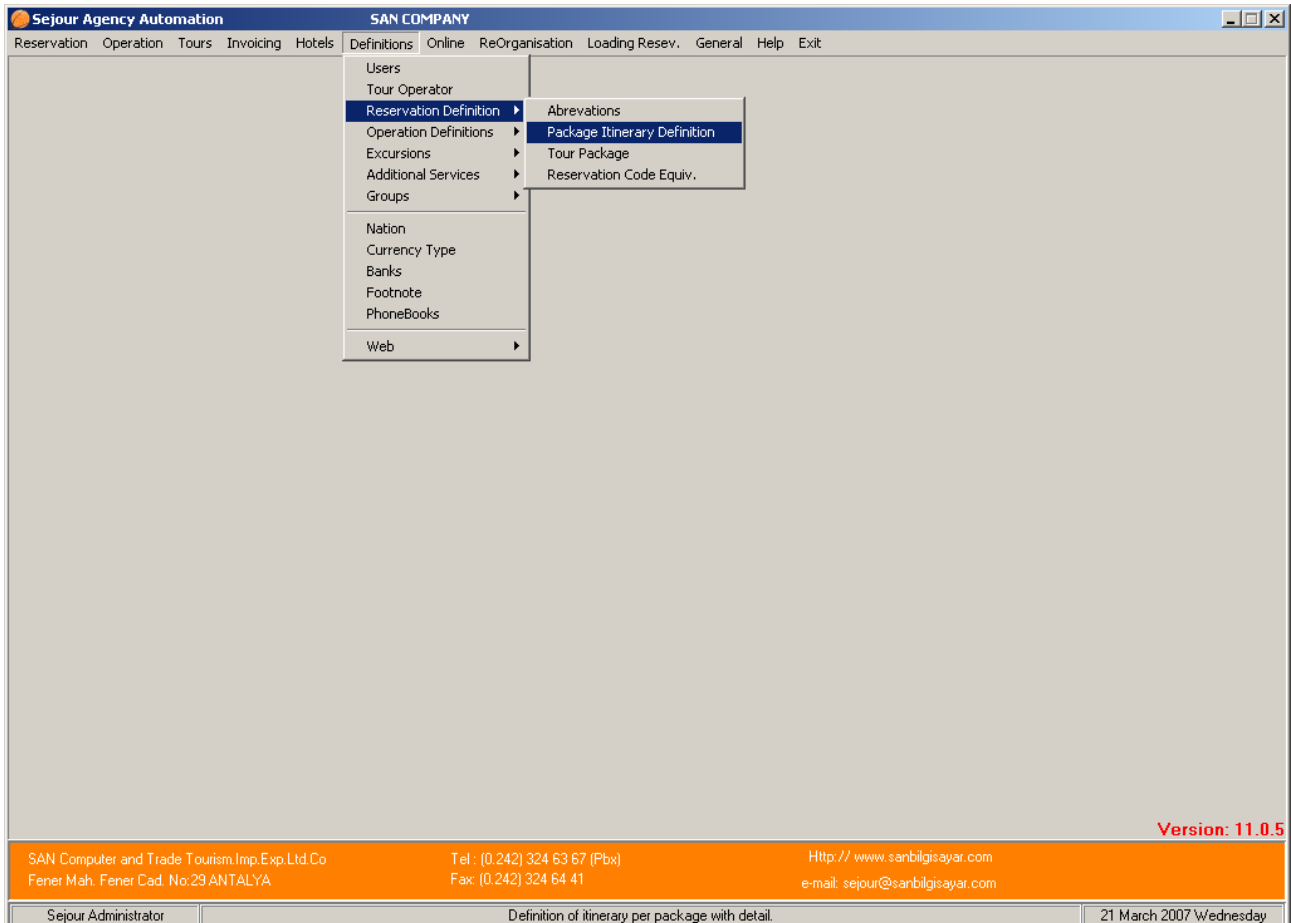 Sejour Agency Automation SAN COMPANY
Reservation Operation Tours Invoicing Hotels Definitions Online ReOrganisation Loading Resev. General Help Exit
Users
Tour Operator
Reservation Definition
Operation Definitions
Excursions
Additional Services
Groups
Nation
Currency Type
Banks
Footnote
PhoneBooks
Web
Abrevations
Package Itinerary Definition
Tour Package
Reservation Code Equiv.
Version: 11.0.5
SAN Computer and Trade Tourism.Imp.Exp.Ltd.Co Tel : (0.242) 324 63 67 (Pbx) Http:// www.sanbilgisayar.com
Fener Mah. Fener Cad. No:29 ANTALYA Fax: (0.242) 324 64 41 e-mail: sejour@sanbilgisayar.com
Sejour Administrator Definition of itinerary per package with detail. 21 March 2007 Wednesday